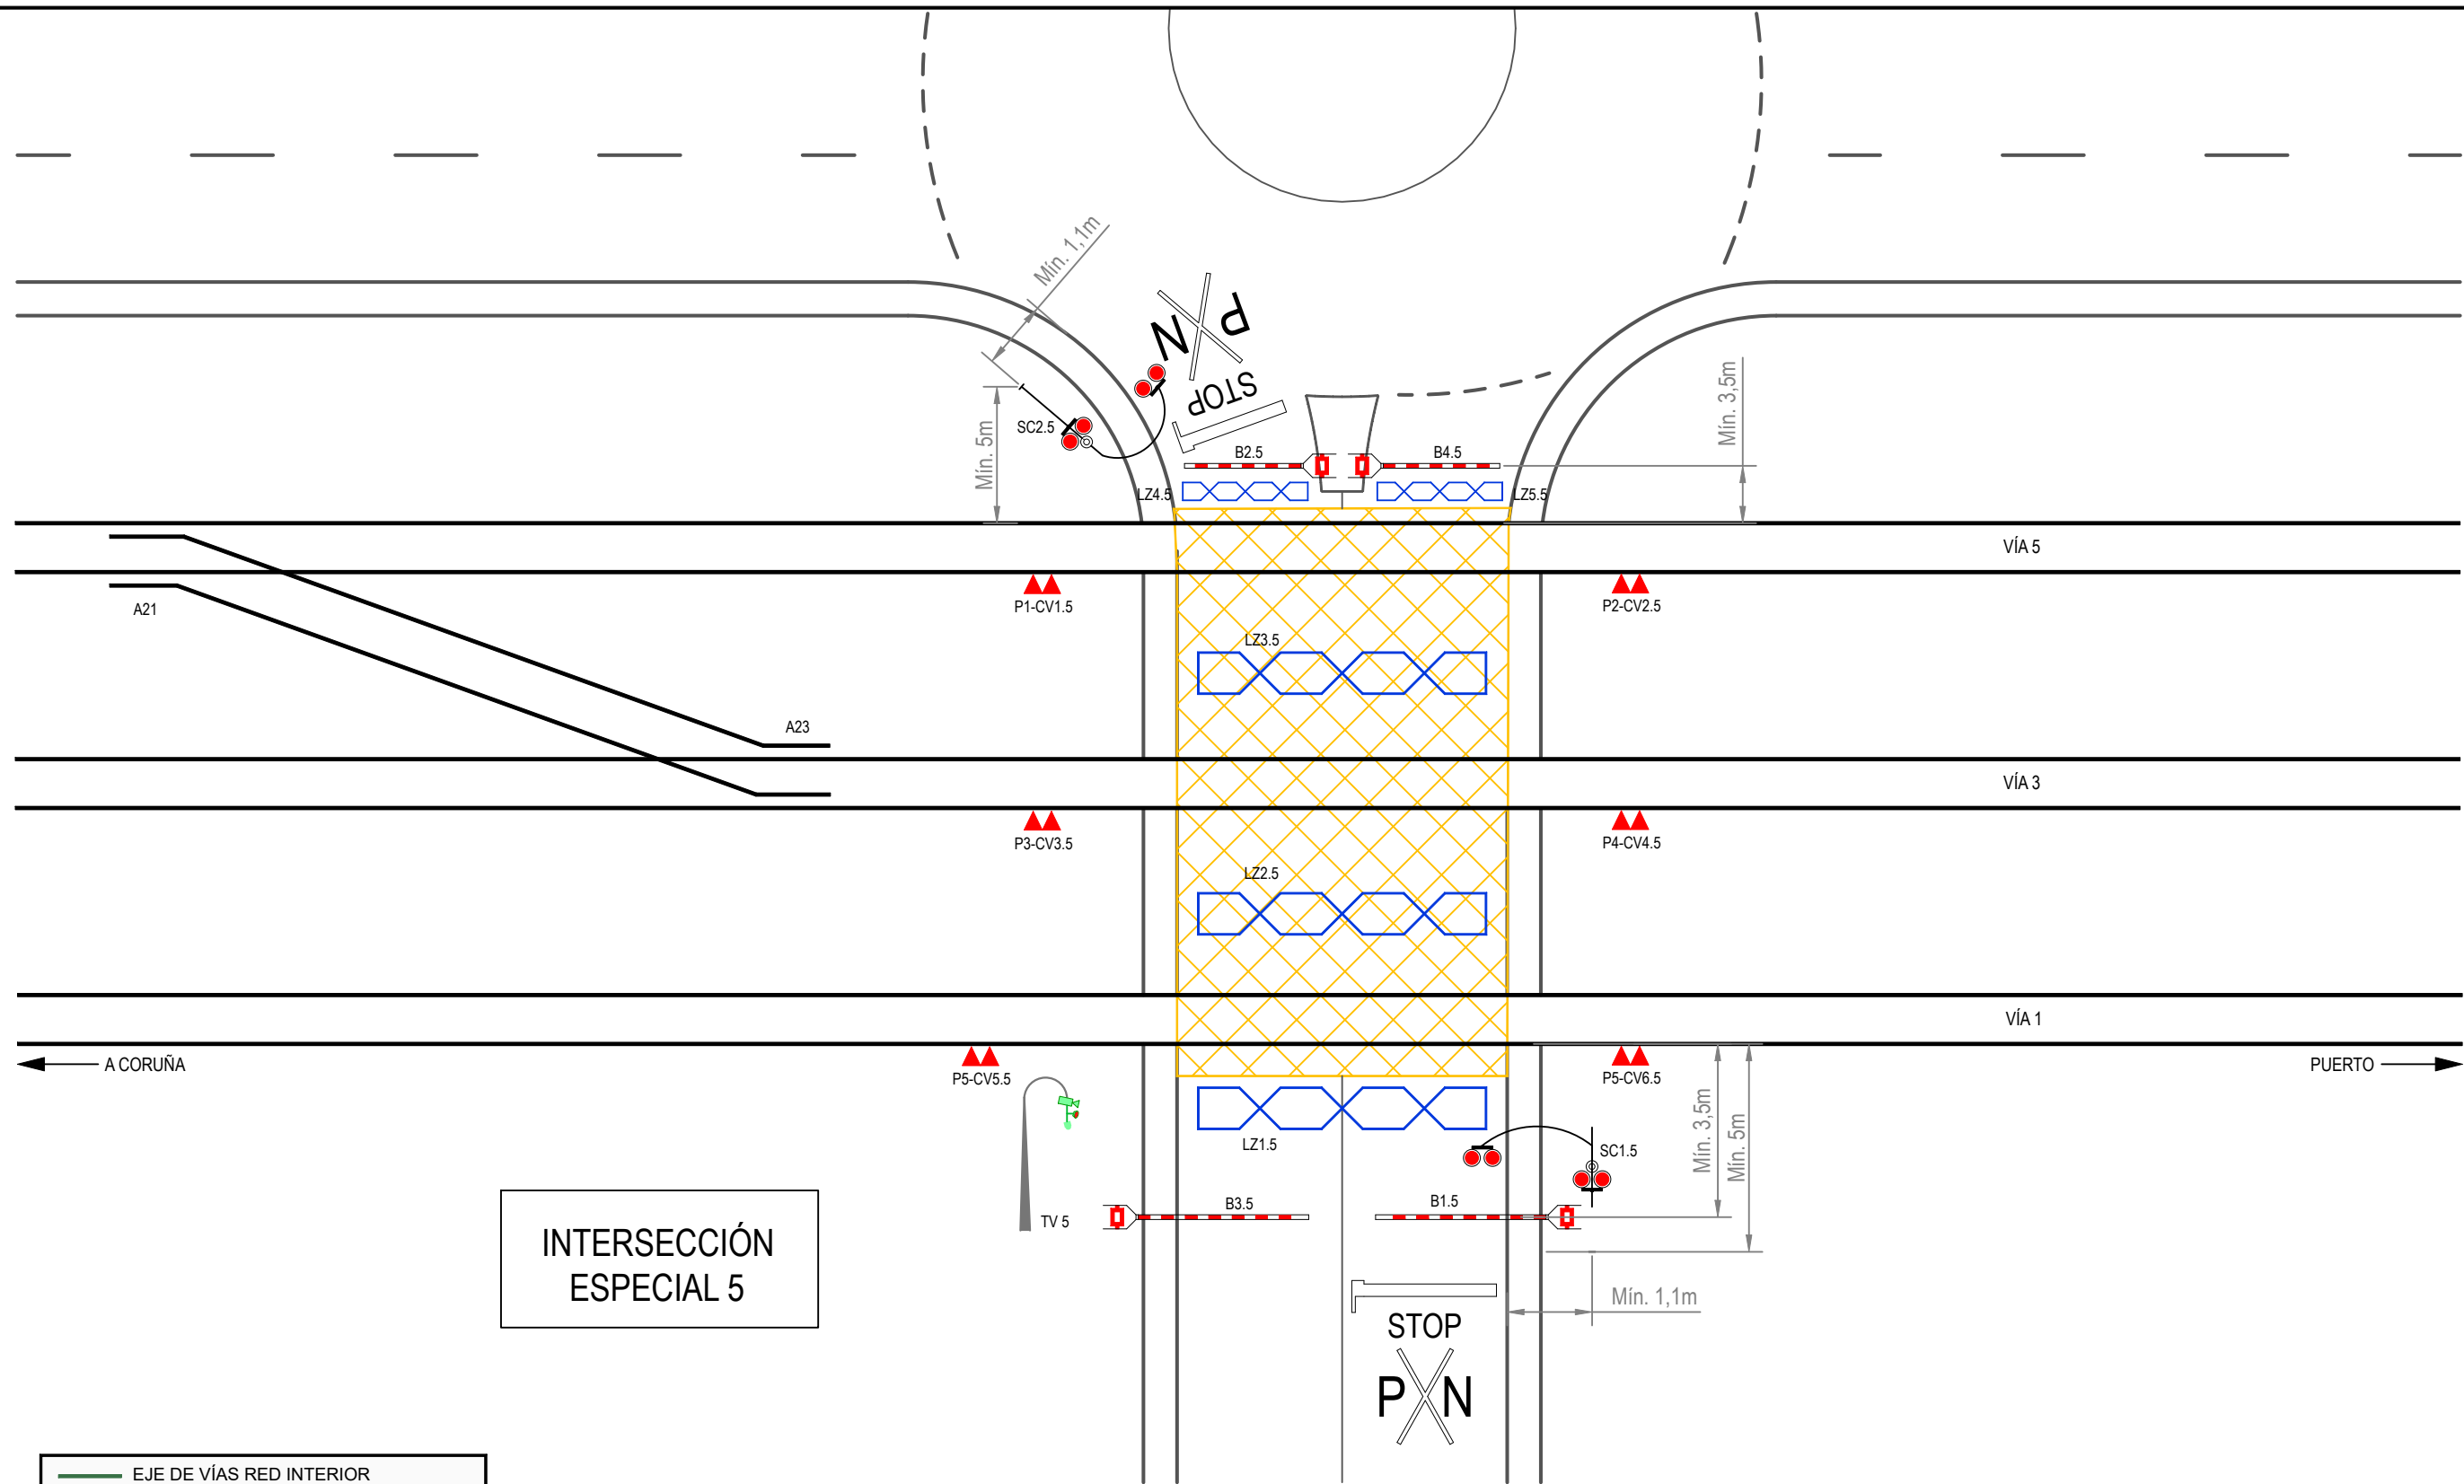 Mín. 1,1m
P N
STOP
SC2.5
Mín. 5m
Mín. 3,5m
B2.5
B4.5
LZ4.5
LZ5.5
VÍA 5
A21
P1-CV1.5
P2-CV2.5
LZ3.5
A23
VÍA 3
P3-CV3.5
P4-CV4.5
LZ2.5
VÍA 1
A CORUÑA
PUERTO
P5-CV5.5
P5-CV6.5
Mín. 3,5m
Mín. 5m
LZ1.5
SC1.5
B3.5
B1.5
TV 5
INTERSECCIÓN
ESPECIAL 5
Mín. 1,1m
STOP
P N
EJE DE VÍAS RED INTERIOR